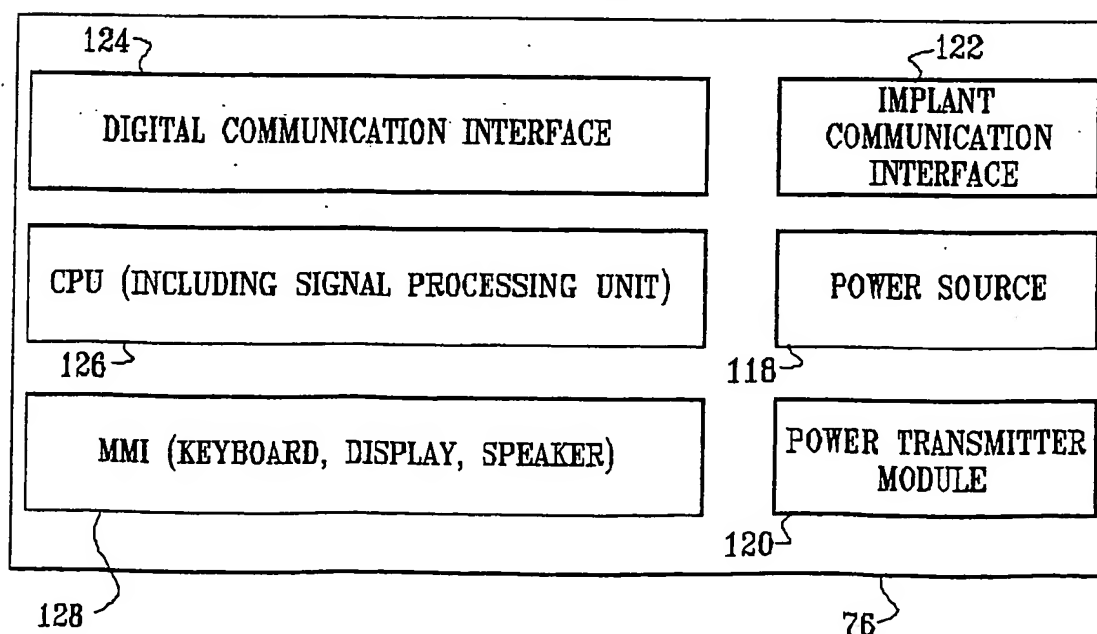 124
122
DIGITAL COMMUNICATION INTERFACE
IMPLANT
COMMUNICATION
INTERFACE
CPU (INCLUDING SIGNAL PROCESSING UNIT)
POWER SOURCE
126
118
MMI (KEYBOARD, DISPLAY, SPEAKER)
POWER TRANSMITTER
MODULE
120
128
76